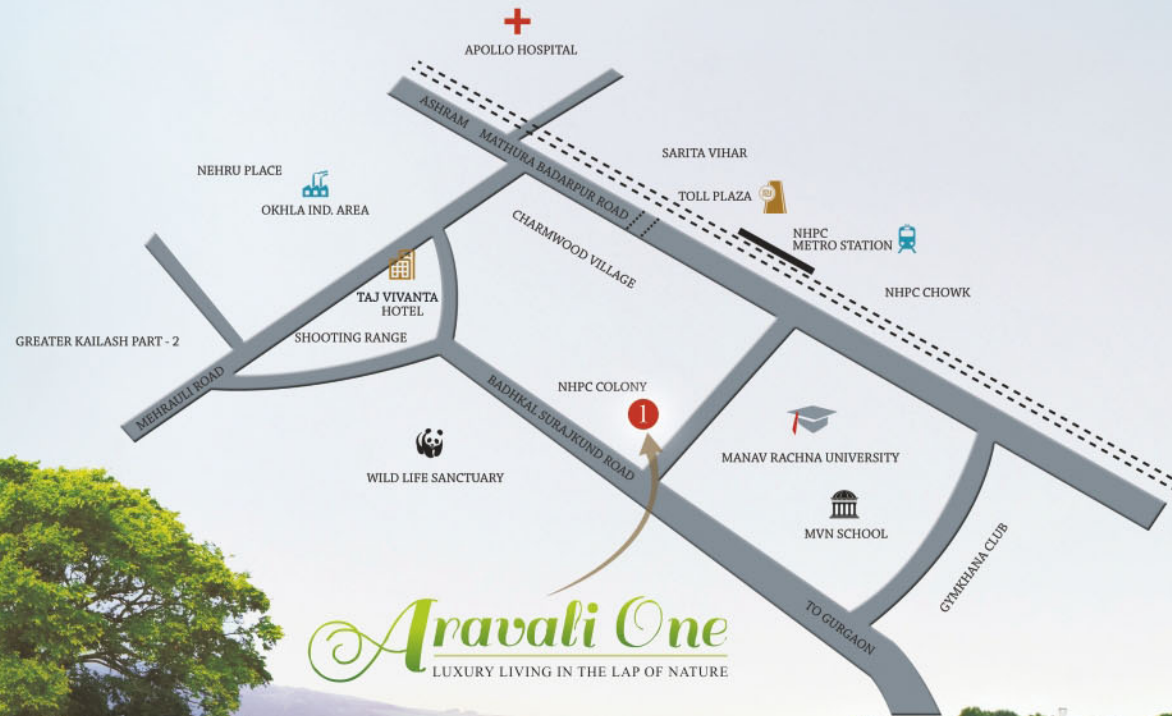 APOLLO HOSPITAL
ASHRAM MATHURA BADARPUR ROAD
SARITA VIHAR
NEHRU PLACE
TOLL PLAZA
OKHLA IND. AREA
CHARMWOOD VILLAGE
NHPC
METRO STATION
TAJ VIVANTA
HOTEL
NHPC CHOWK
SHOOTING RANGE
GREATER KAILASH PART - 2
MEHRAULI ROAD
NHPC COLONY
1
BADHKAL SURAJKUND ROAD
MANAV RACHNA UNIVERSITY
WILD LIFE SANCTUARY
MVN SCHOOL
GYMKHANA CLUB
TO GURGAON
Aravali One
LUXURY LIVING IN THE LAP OF NATURE